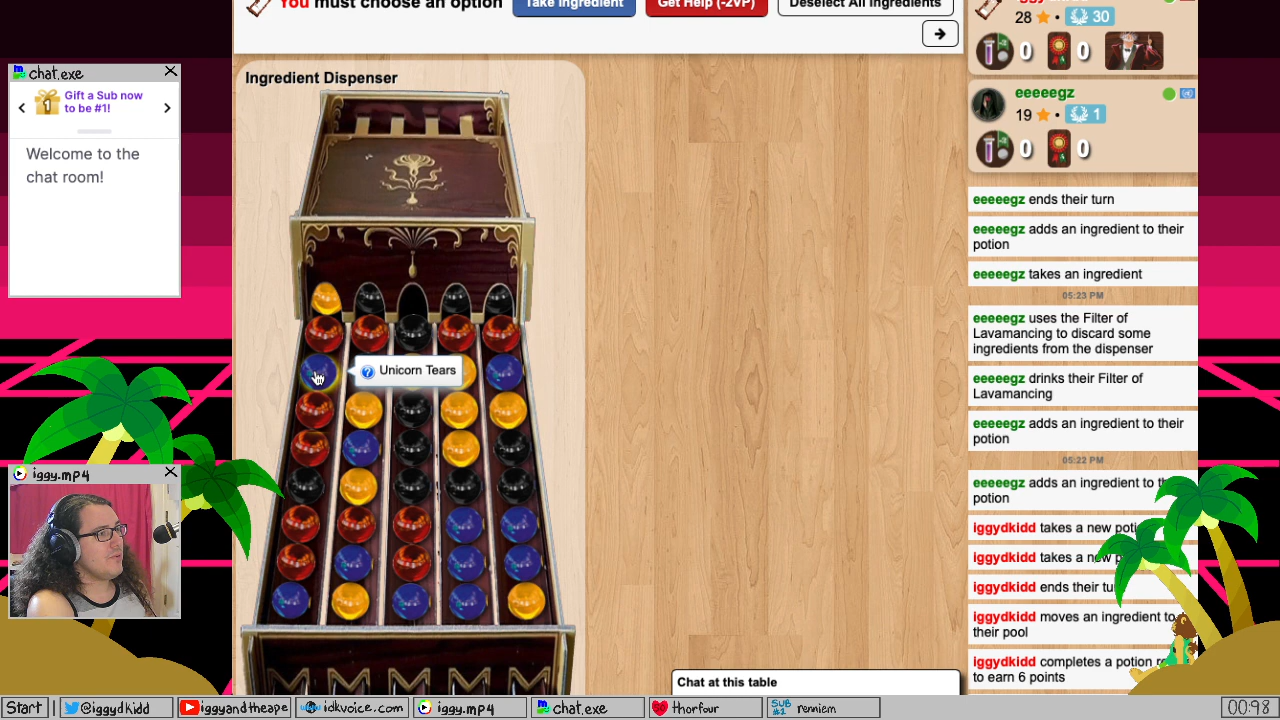 You must choose an option
Take Ingredient
Get Help (-2VP)
Deselect All Ingredients
chat.exe
Gift a Sub now
to be #1!
1
Welcome to the
chat room!
Ingredient Dispenser
Unicorn Tears
28 • 30
0 0
eeeeegz
19 • 1
0 0
eeeeegz ends their turn
eeeeegz adds an ingredient to their
potion
eeeeegz takes an ingredient
05:23 PM
eeeeegz uses the Filter of
Lavamancing to discard some
ingredients from the dispenser
eeeeegz drinks their Filter of
Lavamancing
eeeeegz adds an ingredient to their
potion
05:22 PM
eeeeegz adds an ingredient to
potion
iggydkidd takes a new
iggydkidd takes a new
iggydkidd ends their
iggydkidd moves an ingredient to
their pool
iggydkidd completes a potion
to earn 6 points
iggy.mp4
Chat at this table
Start
@iggydkidd
iggyandtheape
idkvoice.com
iggy.mp4
chat.exe
thorfour
SUB #1 renniem
00:98